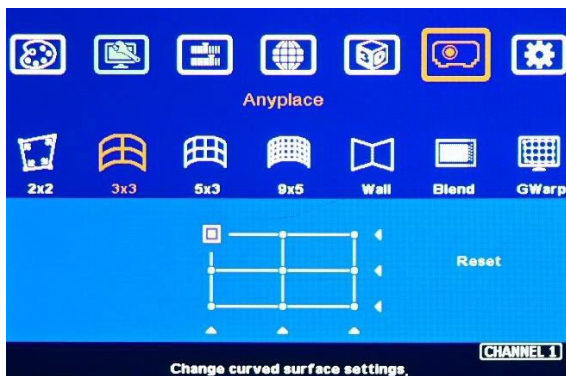 Anyplace
2x2 3x3 5x3 9x5 Wall Blend GWarp
Reset
CHANNEL 1
Change curved surface settings.